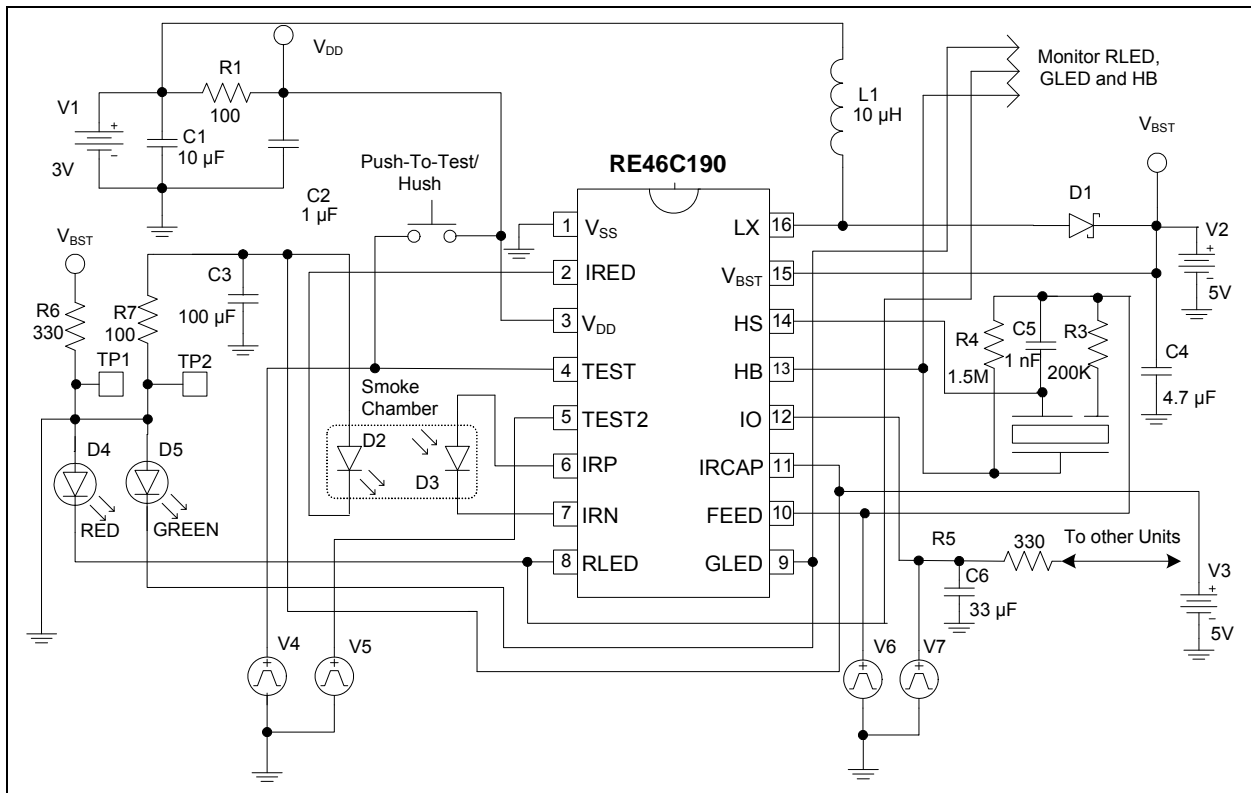 V1
3V
C1
10 µF
R1
100
VDD
C2
1 µF
Push-To-Test/
Hush
RE46C190
L1
10 µH
Monitor RLED,
GLED and HB
VBST
D1
V2
5V
VBST
R6
330
R7
100
C3
100 µF
TP1
TP2
D4
RED
D5
GREEN
Smoke
Chamber
D2
D3
1 VSS
2 IRED
3 VDD
4 TEST
5 TEST2
6 IRP
7 IRN
8 RLED
LX 16
VBST 15
HS 14
HB 13
IO 12
IRCAP 11
FEED 10
GLED 9
R4
1.5M
C5
1 nF
R3
200K
C4
4.7 µF
R5
330
To other Units
C6
33 µF
V3
5V
V4
V5
V6
V7
+
−
+
−
+
−
+
+
+
+